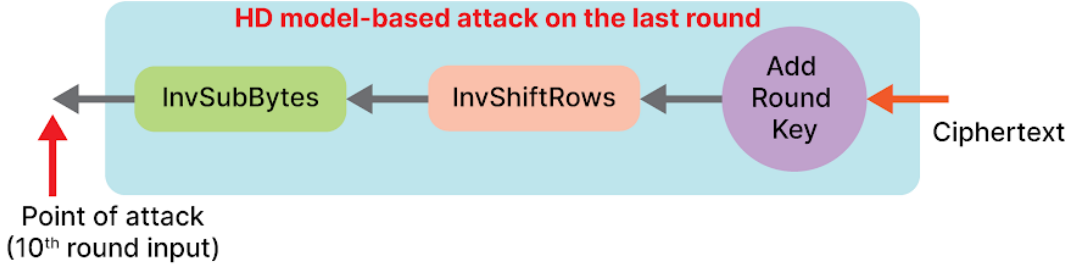 HD model-based attack on the last round
InvSubBytes
InvShiftRows
Add
Round
Key
Ciphertext
Point of attack
(10th round input)